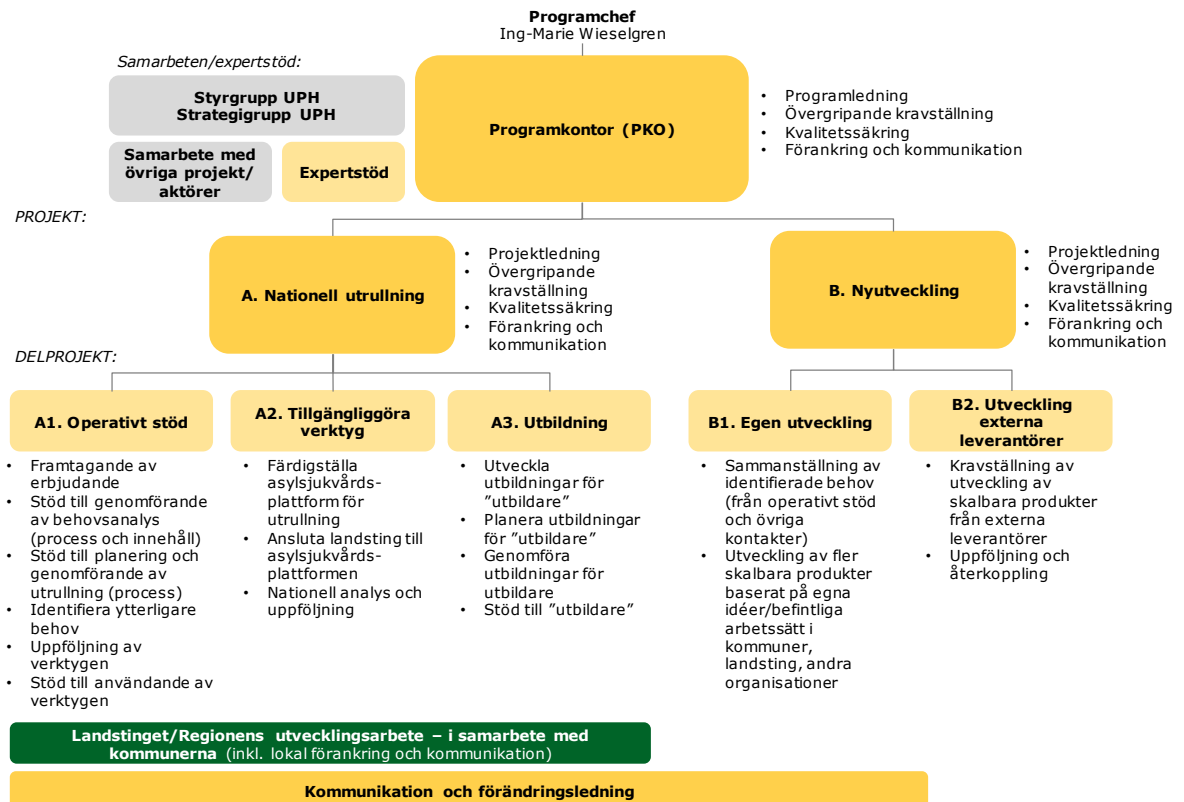 Programchef
Ing-Marie Wieselgren
Samarbeten/expertstöd:
Styrgrupp UPH
Strategigrupp UPH
Samarbete med
övriga projekt/
aktörer
Expertstöd
Programkontor (PKO)
• Programledning
• Övergripande kravställning
• Kvalitetssäkring
• Förankring och kommunikation
PROJEKT:
A. Nationell utrullning
• Projektledning
• Övergripande
kravställning
• Kvalitetssäkring
• Förankring och
kommunikation
B. Nyutveckling
• Projektledning
• Övergripande
kravställning
• Kvalitetssäkring
• Förankring och
kommunikation
DELPROJEKT:
A1. Operativt stöd
• Framtagande av
erbjudande
• Stöd till genomförande
av behovsanalys
(process och innehåll)
• Stöd till planering och
genomförande av
utrullning (process)
• Identifiera ytterligare
behov
• Uppföljning av
verktygen
• Stöd till användande av
verktygen
A2. Tillgängliggöra
verktyg
• Färdigställa
asylsjukvårds-
plattform för
utrullning
• Ansluta landsting till
asylsjukvårds-
plattformen
• Nationell analys och
uppföljning
A3. Utbildning
• Utveckla
utbildningar för
”utbildare”
• Planera utbildningar
för ”utbildare”
• Genomföra
utbildningar för
utbildare
• Stöd till ”utbildare”
B1. Egen utveckling
• Sammanställning av
identifierade behov
(från operativt stöd
och övriga
kontakter)
• Utveckling av fler
skalbara produkter
baserat på egna
idéer/befintliga
arbetssätt i
kommuner,
landsting, andra
organisationer
B2. Utveckling
externa
leverantörer
• Kravställning av
utveckling av
skalbara produkter
från externa
leverantörer
• Uppföljning och
återkoppling
Landstinget/Regionens utvecklingsarbete – i samarbete med
kommunerna (inkl. lokal förankring och kommunikation)
Kommunikation och förändringsledning